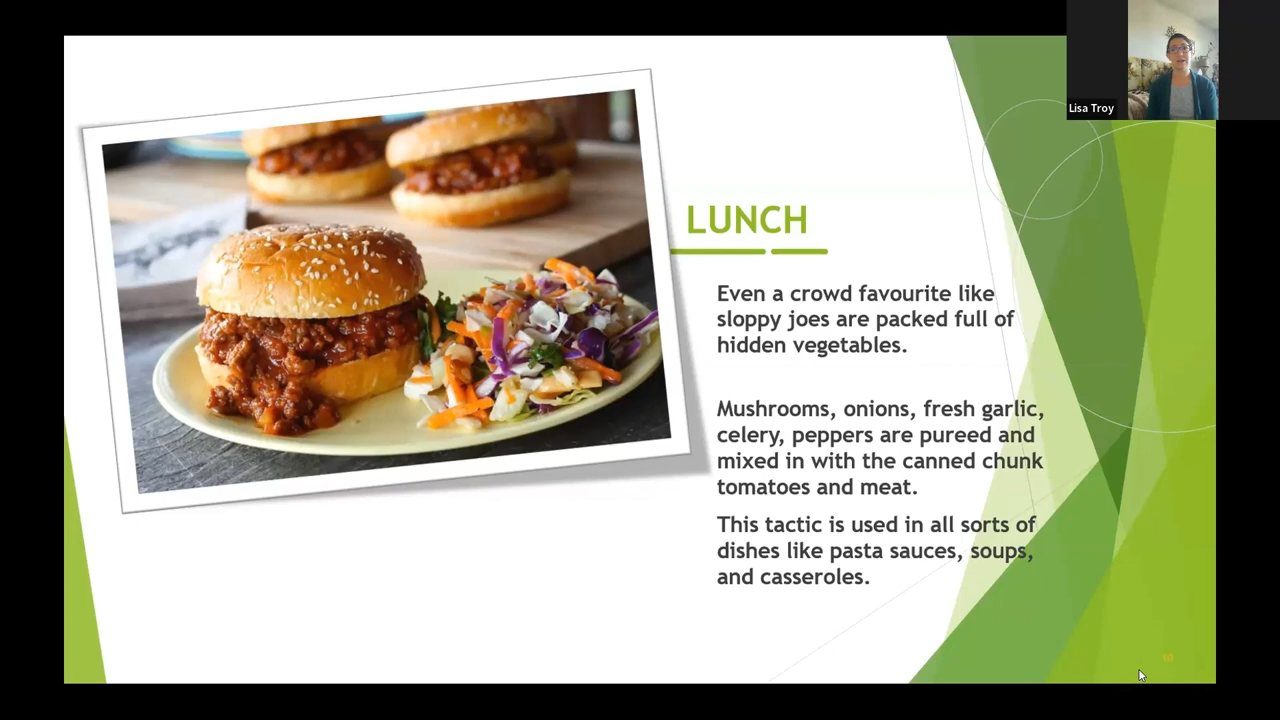 Lisa Troy
LUNCH
Even a crowd favourite like
sloppy joes are packed full of
hidden vegetables.
Mushrooms, onions, fresh garlic,
celery, peppers are pureed and
mixed in with the canned chunk
tomatoes and meat.
This tactic is used in all sorts of
dishes like pasta sauces, soups,
and casseroles.